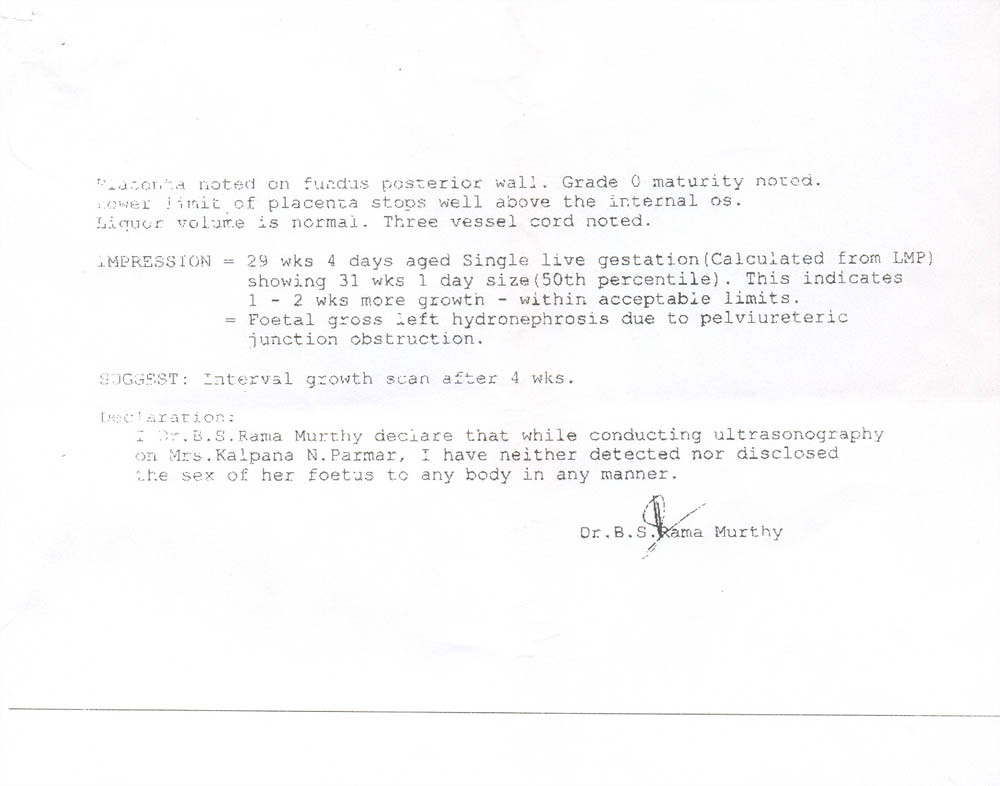 Placenta noted on fundus posterior wall. Grade 0 maturity noted.
Lower limit of placenta stops well above the internal os.
Liquor volume is normal. Three vessel cord noted.
IMPRESSION = 29 wks 4 days aged Single live gestation(Calculated from LMP)
showing 31 wks 1 day size(50th percentile). This indicates
1 - 2 wks more growth - within acceptable limits.
= Foetal gross left hydronephrosis due to pelviureteric
junction obstruction.
SUGGEST: Interval growth scan after 4 wks.
Declaration:
I Dr.B.S.Rama Murthy declare that while conducting ultrasonography
on Mrs.Kalpana N.Parmar, I have neither detected nor disclosed
the sex of her foetus to any body in any manner.
Dr.B.S.Rama Murthy